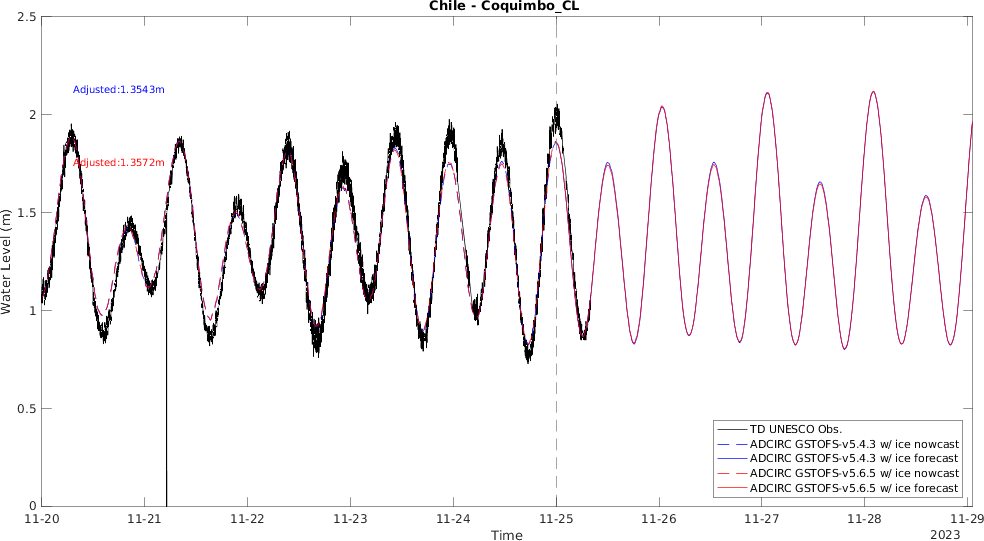 Chile - Coquimbo_CL
2.5
2
1.5
1
0.5
0
Water Level (m)
Adjusted:1.3543m
Adjusted:1.3572m
TD UNESCO Obs.
ADCIRC GSTOFS-v5.4.3 w/ ice nowcast
ADCIRC GSTOFS-v5.4.3 w/ ice forecast
ADCIRC GSTOFS-v5.6.5 w/ ice nowcast
ADCIRC GSTOFS-v5.6.5 w/ ice forecast
11-20 11-21 11-22 11-23 11-24 11-25 11-26 11-27 11-28 11-29
Time
2023